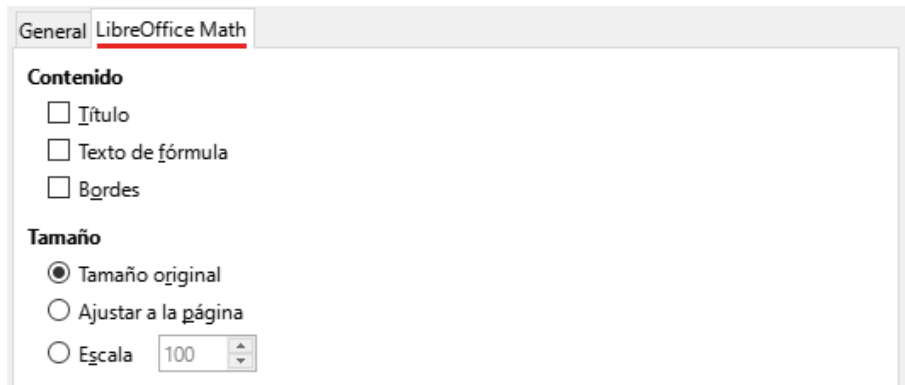 General LibreOffice Math
Contenido
Título
Texto de fórmula
Bordes
Tamaño
Tamaño original
Ajustar a la página
Escala 100